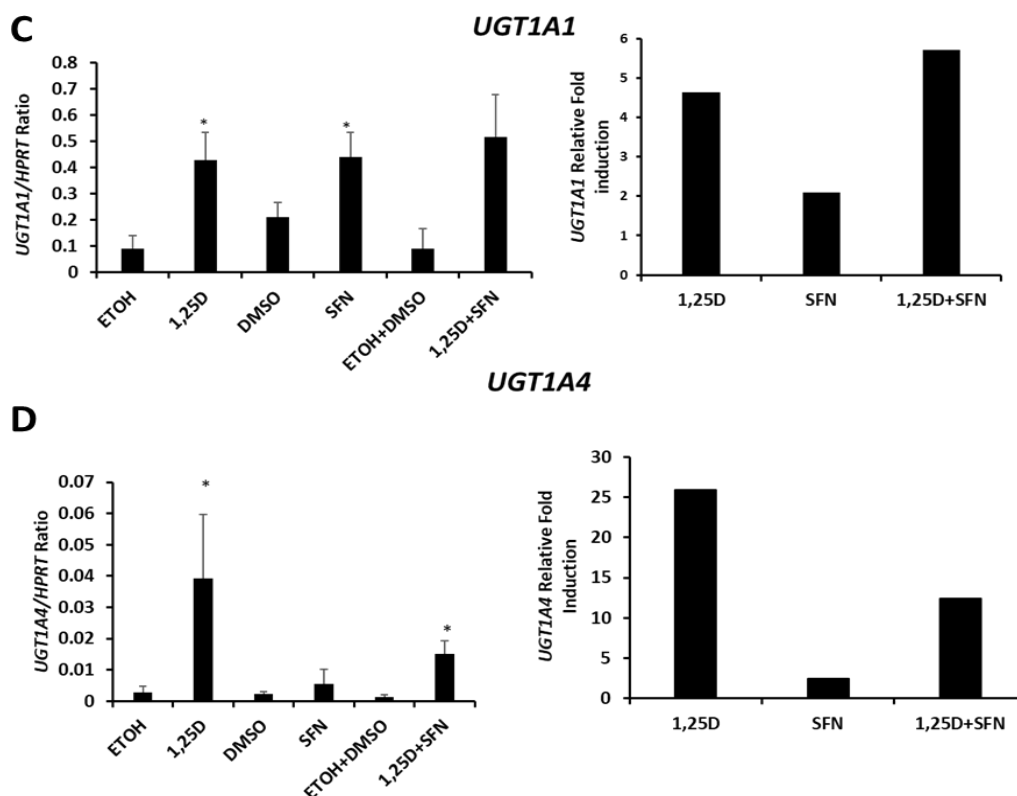 C
UGT1A1
UGT1A1/HPRT Ratio
0.8
0.7
0.6
0.5
0.4
0.3
0.2
0.1
0
*
*
ETOH
1,25D
DMSO
SFN
ETOH+DMSO
1,25D+SFN
UGT1A1 Relative Fold
induction
6
5
4
3
2
1
0
1,25D
SFN
1,25D+SFN
UGT1A4
D
UGT1A4/HPRT Ratio
0.07
0.06
0.05
0.04
0.03
0.02
0.01
0
*
*
ETOH
1,25D
DMSO
SFN
ETOH+DMSO
1,25D+SFN
UGT1A4 Relative Fold
Induction
30
25
20
15
10
5
0
1,25D
SFN
1,25D+SFN